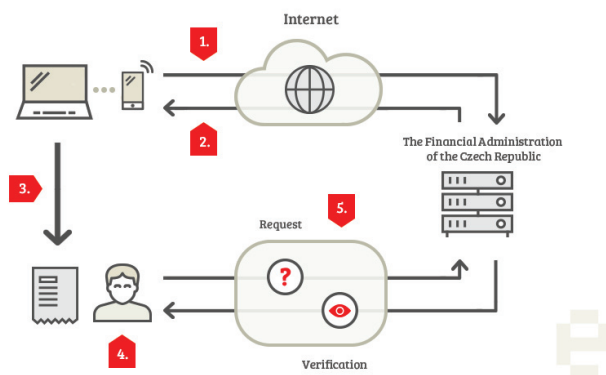 Internet
1.
2.
The Financial Administration
of the Czech Republic
3.
5.
Request
?
4.
Verification